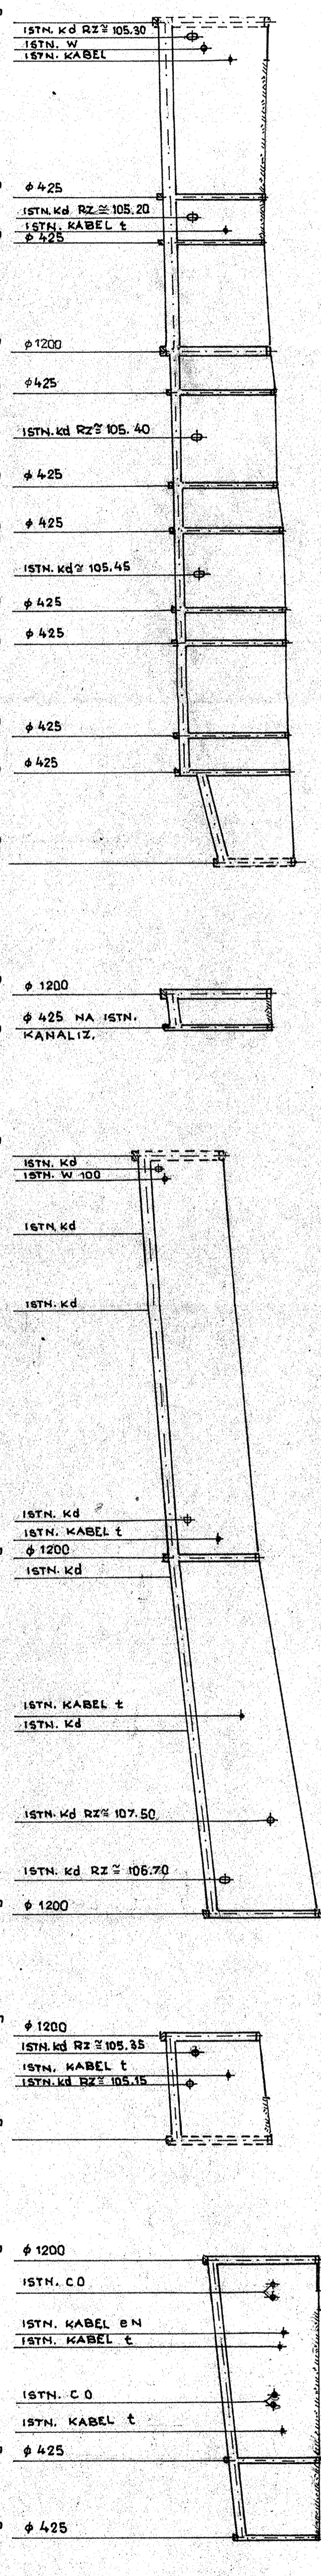 ISTN. Kd RZ ≅ 105.30
ISTN. W
ISTN. KABEL
ϕ 425
ISTN. Kd RZ ≅ 105.20
ISTN. KABEL t
ϕ 425
ϕ 1200
ϕ 425
ISTN. Kd RZ ≅ 105.40
ϕ 425
ϕ 425
ISTN. Kd ≅ 105.45
ϕ 425
ϕ 425
ϕ 425
ϕ 425
ϕ 1200
ϕ 425 NA ISTN.
KANALIZ.
ISTN. Kd
ISTN. W 100
ISTN. Kd
ISTN. Kd
ISTN. Kd
ISTN. KABEL t
ϕ 1200
ISTN. Kd
ISTN. KABEL t
ISTN. Kd
ISTN. Kd RZ ≅ 107.50
ISTN. Kd RZ ≅ 106.70
ϕ 1200
ϕ 1200
ISTN. Kd RZ ≅ 105.35
ISTN. KABEL t
ISTN. Kd RZ ≅ 105.15
ϕ 1200
ISTN. CO
ISTN. KABEL eN
ISTN. KABEL t
ISTN. CO
ISTN. KABEL t
ϕ 425
ϕ 425